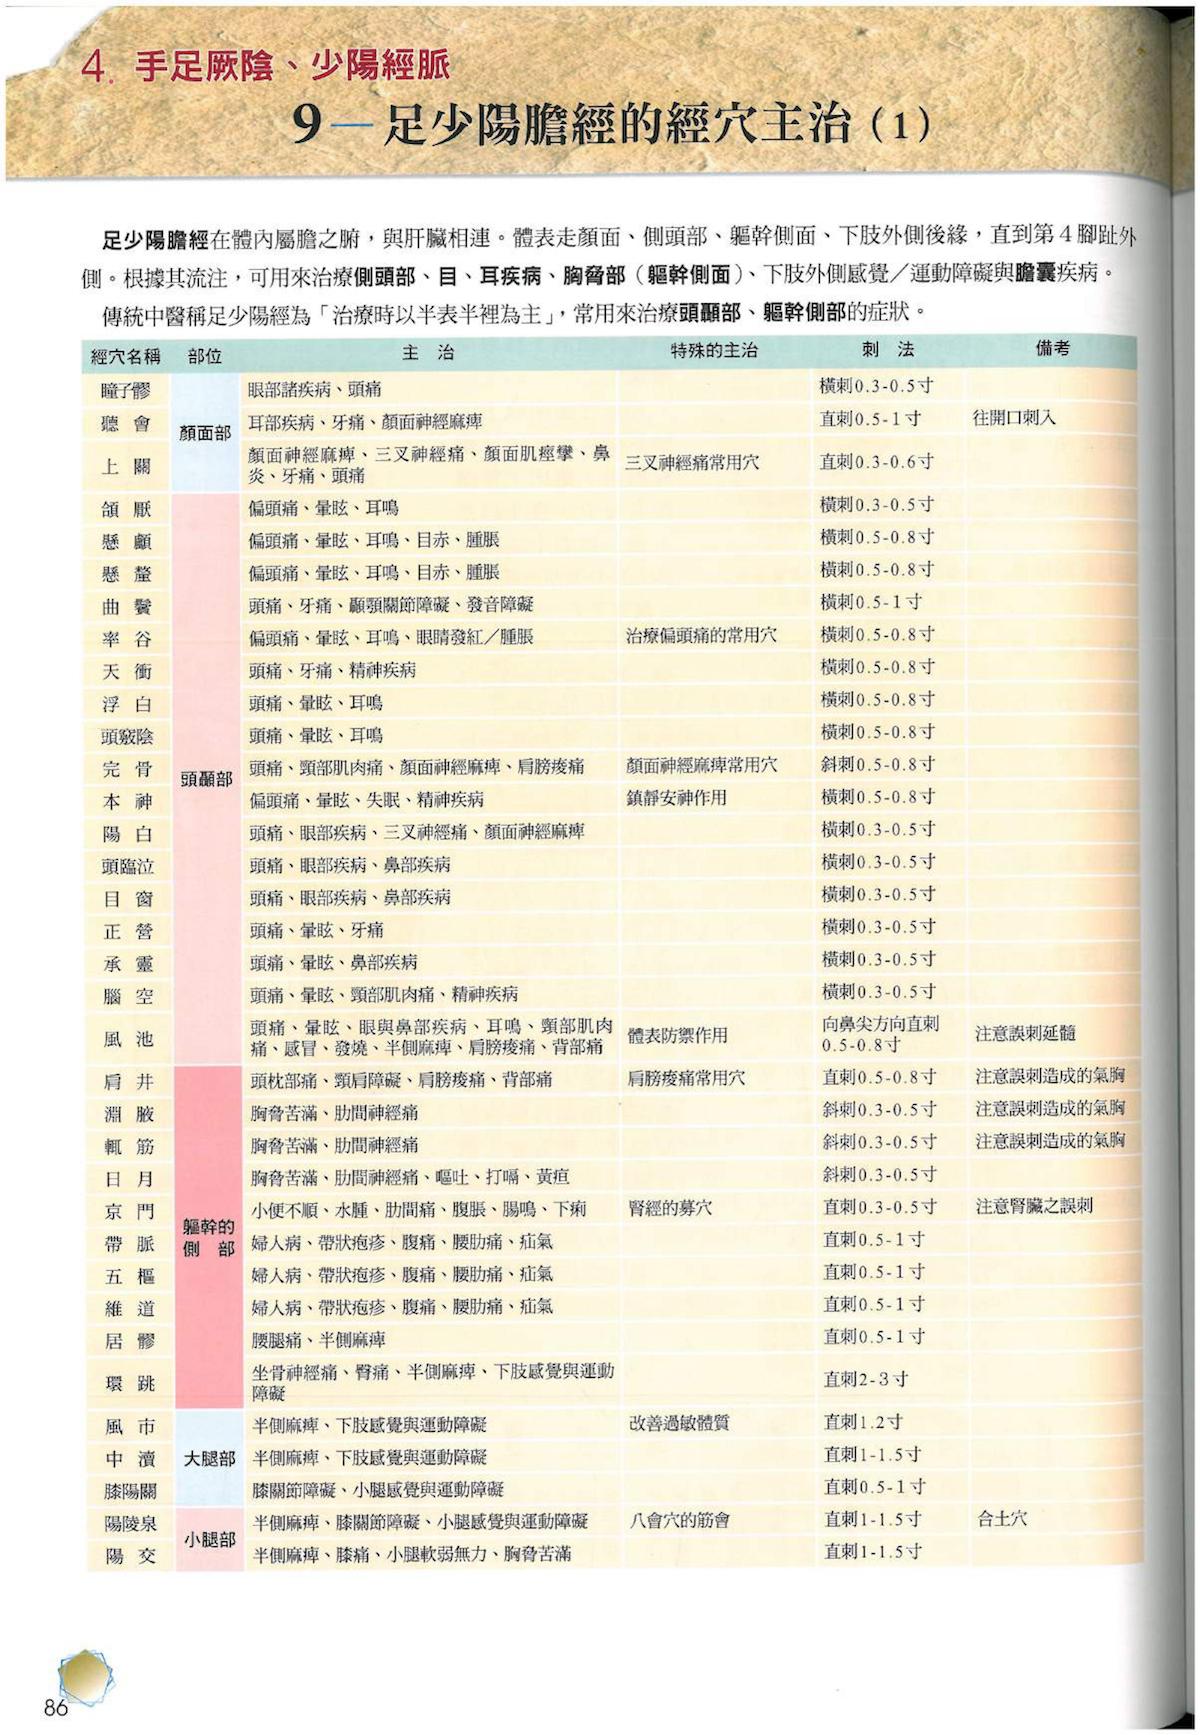 4. 手足厥陰、少陽經脈
9—足少陽膽經的經穴主治(1)
足少陽膽經在體內屬膽之腑，與肝臟相連。體表走顏面、側頭部、軀幹側面、下肢外側後緣，直到第4腳趾外
側。根據其流注，可用來治療側頭部、目、耳疾病、胸脅部（軀幹側面）、下肢外側感覺／運動障礙與膽囊疾病。
傳統中醫稱足少陽經為「治療時以半表半裡為主」，常用來治療頭顳部、軀幹側部的症狀。
經穴名稱 部位 主 治 特殊的主治 刺 法 備考
瞳子髎 眼部諸疾病、頭痛 橫刺0.3-0.5寸
聽 會 耳部疾病、牙痛、顏面神經麻痺 直刺0.5-1寸 往開口刺入
顏面部
上 關 顏面神經麻痺、三叉神經痛、顏面肌痙攣、鼻
炎、牙痛、頭痛 三叉神經痛常用穴 直刺0.3-0.6寸
頷 厭 偏頭痛、暈眩、耳鳴 橫刺0.3-0.5寸
懸 顱 偏頭痛、暈眩、耳鳴、目赤、腫脹 橫刺0.5-0.8寸
懸 釐 偏頭痛、暈眩、耳鳴、目赤、腫脹 橫刺0.5-0.8寸
曲 鬢 頭痛、牙痛、顳顎關節障礙、發音障礙 橫刺0.5-1寸
率 谷 偏頭痛、暈眩、耳鳴、眼睛發紅／腫脹 治療偏頭痛的常用穴 橫刺0.5-0.8寸
天 衝 頭痛、牙痛、精神疾病 橫刺0.5-0.8寸
浮 白 頭痛、暈眩、耳鳴 橫刺0.5-0.8寸
頭竅陰 頭痛、暈眩、耳鳴 橫刺0.5-0.8寸
完 骨 頭顳部 頭痛、頸部肌肉痛、顏面神經麻痺、肩膀痠痛 顏面神經麻痺常用穴 斜刺0.5-0.8寸
本 神 偏頭痛、暈眩、失眠、精神疾病 鎮靜安神作用 橫刺0.5-0.8寸
陽 白 頭痛、眼部疾病、三叉神經痛、顏面神經麻痺 橫刺0.3-0.5寸
頭臨泣 頭痛、眼部疾病、鼻部疾病 橫刺0.3-0.5寸
目 窗 頭痛、眼部疾病、鼻部疾病 橫刺0.3-0.5寸
正 營 頭痛、暈眩、牙痛 橫刺0.3-0.5寸
承 靈 頭痛、暈眩、鼻部疾病 橫刺0.3-0.5寸
腦 空 頭痛、暈眩、頸部肌肉痛、精神疾病 橫刺0.3-0.5寸
風 池 頭痛、暈眩、眼與鼻部疾病、耳鳴、頸部肌肉
痛、感冒、發燒、半側麻痺、肩膀痠痛、背部痛 體表防禦作用 向鼻尖方向直刺
0.5-0.8寸 注意誤刺延髓
肩 井 頭枕部痛、頸肩障礙、肩膀痠痛、背部痛 肩膀痠痛常用穴 直刺0.5-0.8寸 注意誤刺造成的氣胸
淵 腋 胸脅苦滿、肋間神經痛 斜刺0.3-0.5寸 注意誤刺造成的氣胸
輒 筋 胸脅苦滿、肋間神經痛 斜刺0.3-0.5寸 注意誤刺造成的氣胸
日 月 胸脅苦滿、肋間神經痛、嘔吐、打嗝、黃疸 斜刺0.3-0.5寸
京 門 小便不順、水腫、肋間痛、腹脹、腸鳴、下痢 腎經的募穴 直刺0.3-0.5寸 注意腎臟之誤刺
軀幹的
側 部
帶 脈 婦人病、帶狀疱疹、腹痛、腰肋痛、疝氣 直刺0.5-1寸
五 樞 婦人病、帶狀疱疹、腹痛、腰肋痛、疝氣 直刺0.5-1寸
維 道 婦人病、帶狀疱疹、腹痛、腰肋痛、疝氣 直刺0.5-1寸
居 髎 腰腿痛、半側麻痺 直刺0.5-1寸
環 跳 坐骨神經痛、臀痛、半側麻痺、下肢感覺與運動
障礙 直刺2-3寸
風 市 半側麻痺、下肢感覺與運動障礙 改善過敏體質 直刺1.2寸
中 瀆 大腿部 半側麻痺、下肢感覺與運動障礙 直刺1-1.5寸
膝陽關 膝關節障礙、小腿感覺與運動障礙 直刺0.5-1寸
陽陵泉 半側麻痺、膝關節障礙、小腿感覺與運動障礙 八會穴的筋會 直刺1-1.5寸 合土穴
小腿部
陽 交 半側麻痺、膝痛、小腿軟弱無力、胸脅苦滿 直刺1-1.5寸
86